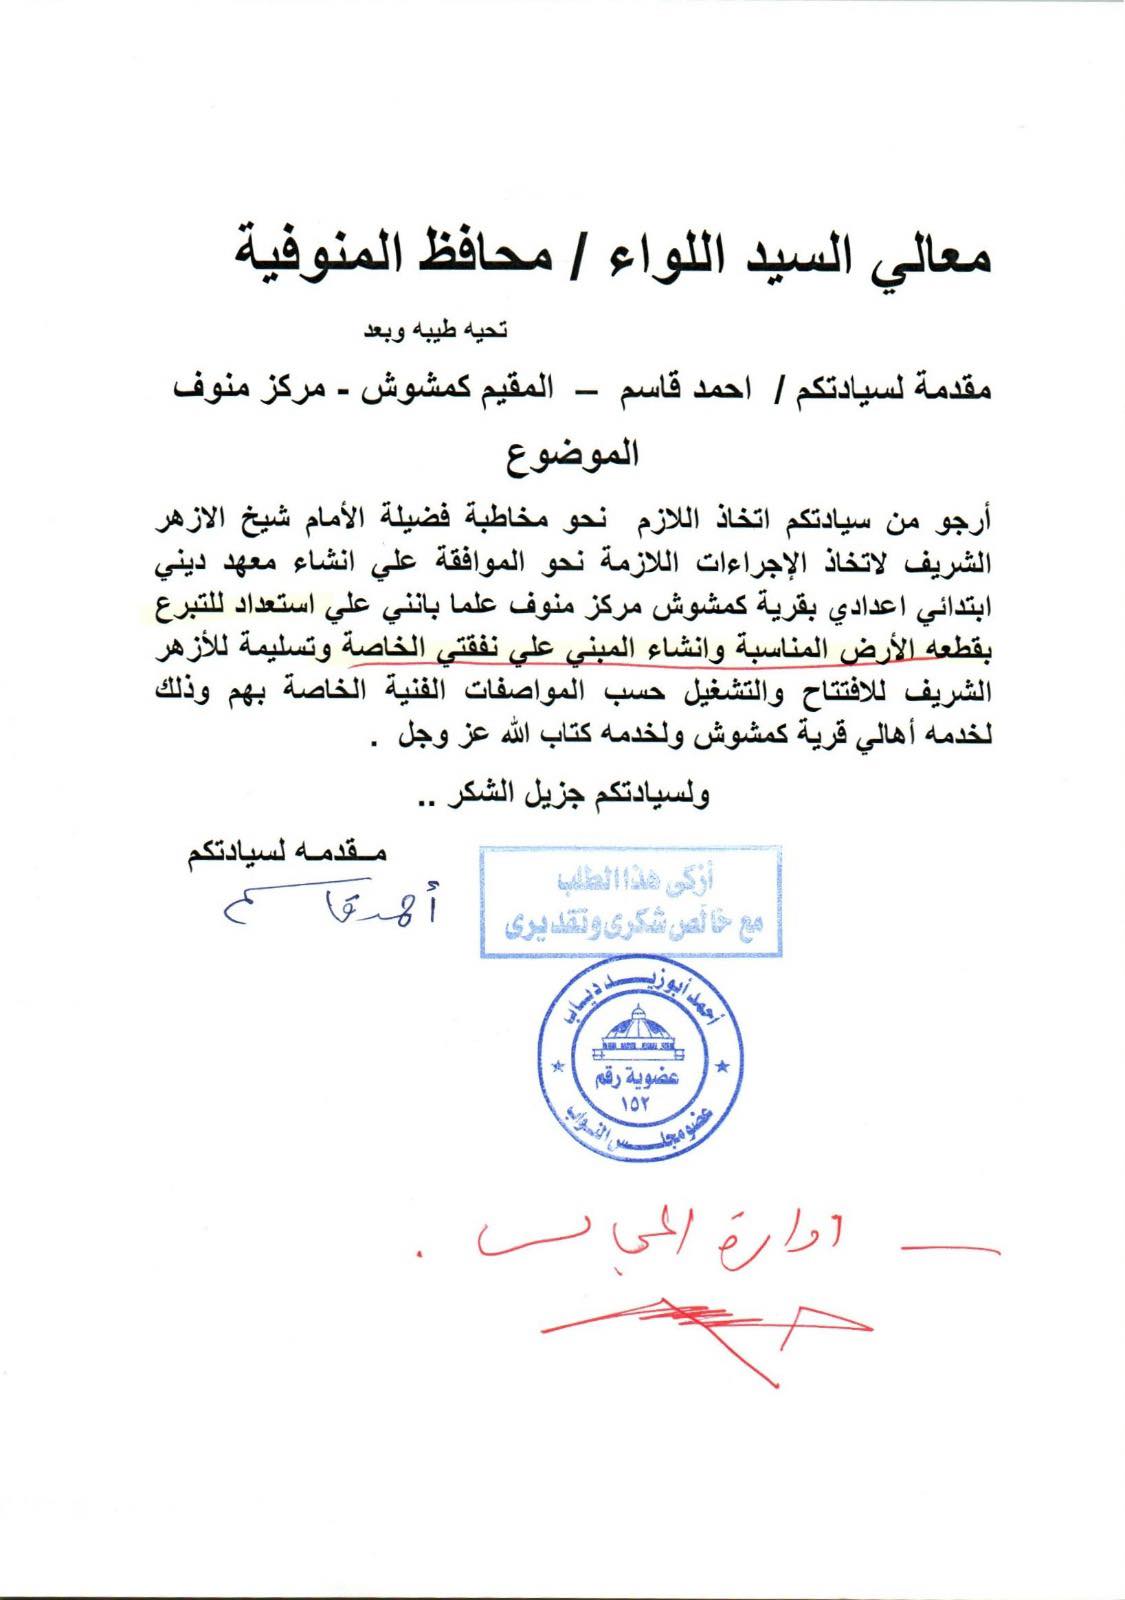 معالي السيد اللواء / محافظ المنوفية
تحيه طيبه وبعد
مقدمة لسيادتكم / احمد قاسم – المقيم كمشوش - مركز منوف
الموضوع
أرجو من سيادتكم اتخاذ اللازم نحو مخاطبة فضيلة الأمام شيخ الازهر
الشريف لاتخاذ الإجراءات اللازمة نحو الموافقة علي انشاء معهد ديني
ابتدائي اعدادي بقرية كمشوش مركز منوف علما بانني علي استعداد للتبرع
بقطعه الأرض المناسبة وانشاء المبني علي نفقتي الخاصة وتسليمة للأزهر
الشريف للافتتاح والتشغيل حسب المواصفات الفنية الخاصة بهم وذلك
لخدمه أهالي قرية كمشوش ولخدمه كتاب الله عز وجل .
ولسيادتكم جزيل الشكر ..
مـقدمـه لسيادتكم
أحمد قاسم
أزكى هذا الطلب
مع خالص شكرى وتقديرى
أحمد أبوزيد دياب
عضوية رقم
١٥٢
عضو مجلس النواب
— ادارة المجالس .